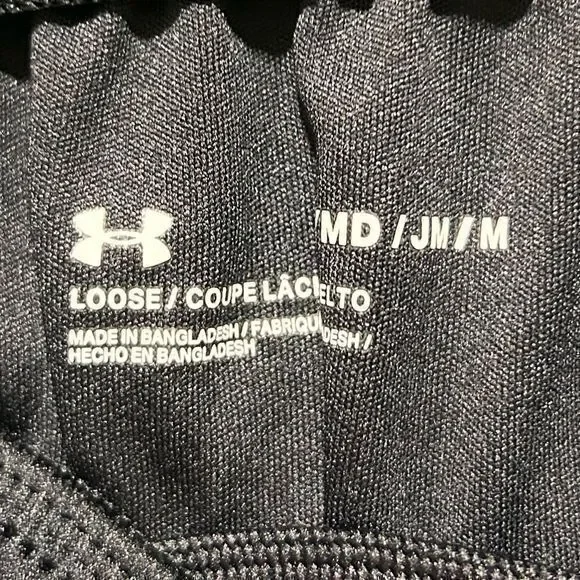 MD / JM / M
LOOSE / COUPE LÂC ELTO
MADE IN BANGLADESH / FABRIQU DESH /
HECHO EN BANGLADESH